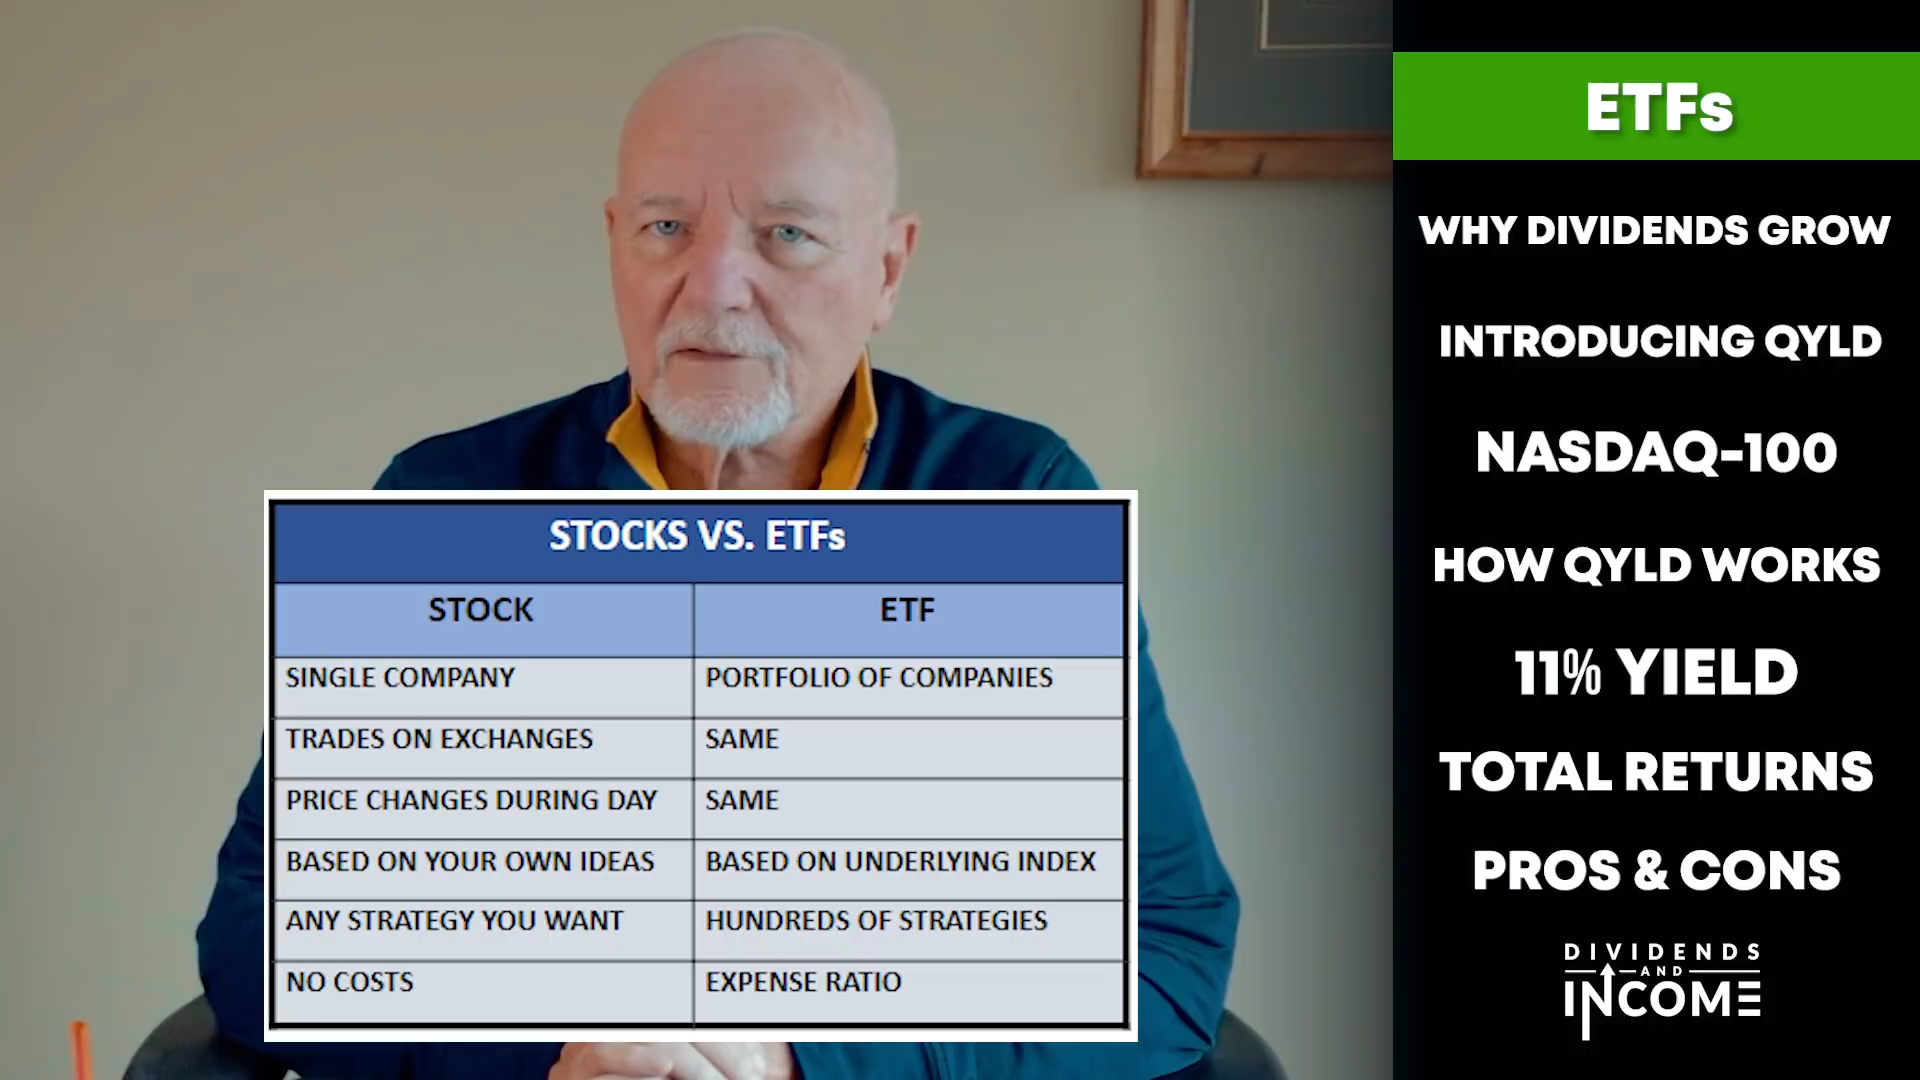 STOCKS VS. ETFs
STOCK ETF
SINGLE COMPANY PORTFOLIO OF COMPANIES
TRADES ON EXCHANGES SAME
PRICE CHANGES DURING DAY SAME
BASED ON YOUR OWN IDEAS BASED ON UNDERLYING INDEX
ANY STRATEGY YOU WANT HUNDREDS OF STRATEGIES
NO COSTS EXPENSE RATIO
ETFs
WHY DIVIDENDS GROW
INTRODUCING QYLD
NASDAQ-100
HOW QYLD WORKS
11% YIELD
TOTAL RETURNS
PROS & CONS
DIVIDENDS
AND
INCOME